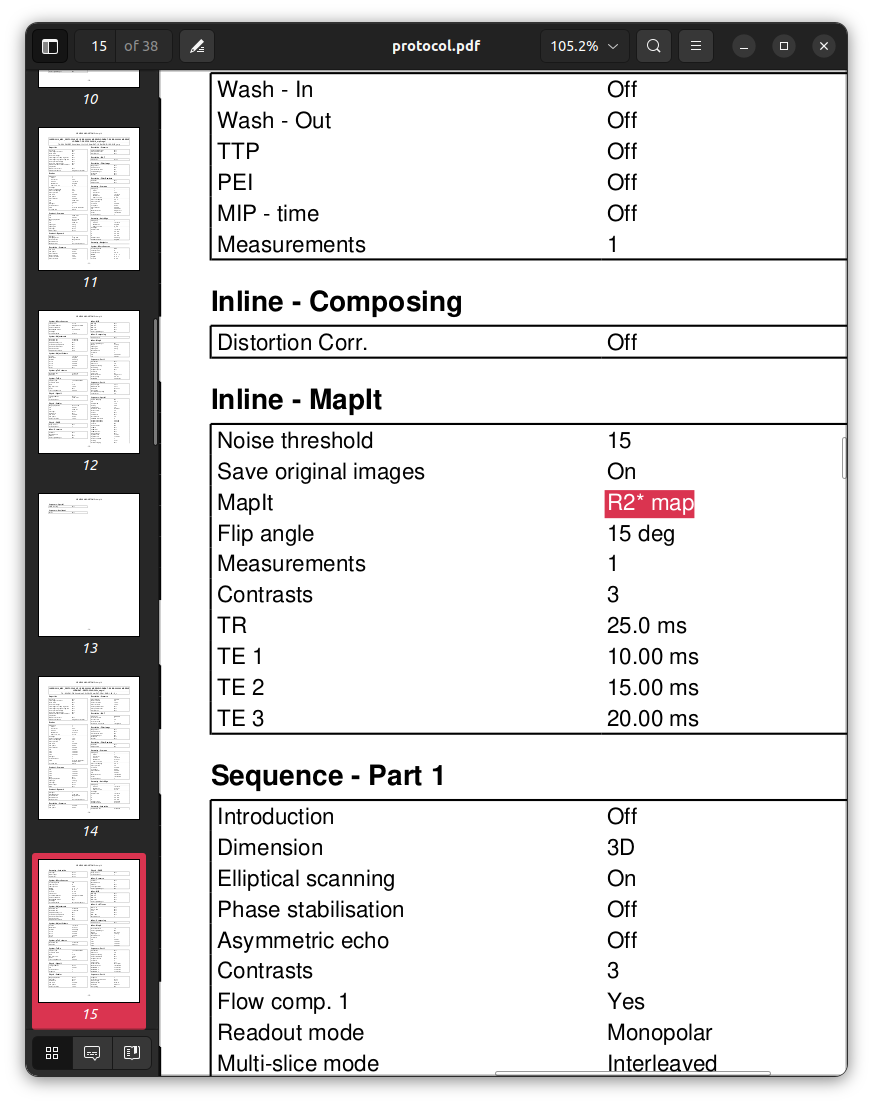 15 of 38 protocol.pdf 105.2%
10
11
12
13
14
15
Wash - In Off
Wash - Out Off
TTP Off
PEI Off
MIP - time Off
Measurements 1
Inline - Composing
Distortion Corr. Off
Inline - MapIt
Noise threshold 15
Save original images On
MapIt R2* map
Flip angle 15 deg
Measurements 1
Contrasts 3
TR 25.0 ms
TE 1 10.00 ms
TE 2 15.00 ms
TE 3 20.00 ms
Sequence - Part 1
Introduction Off
Dimension 3D
Elliptical scanning On
Phase stabilisation Off
Asymmetric echo Off
Contrasts 3
Flow comp. 1 Yes
Readout mode Monopolar
Multi-slice mode Interleaved